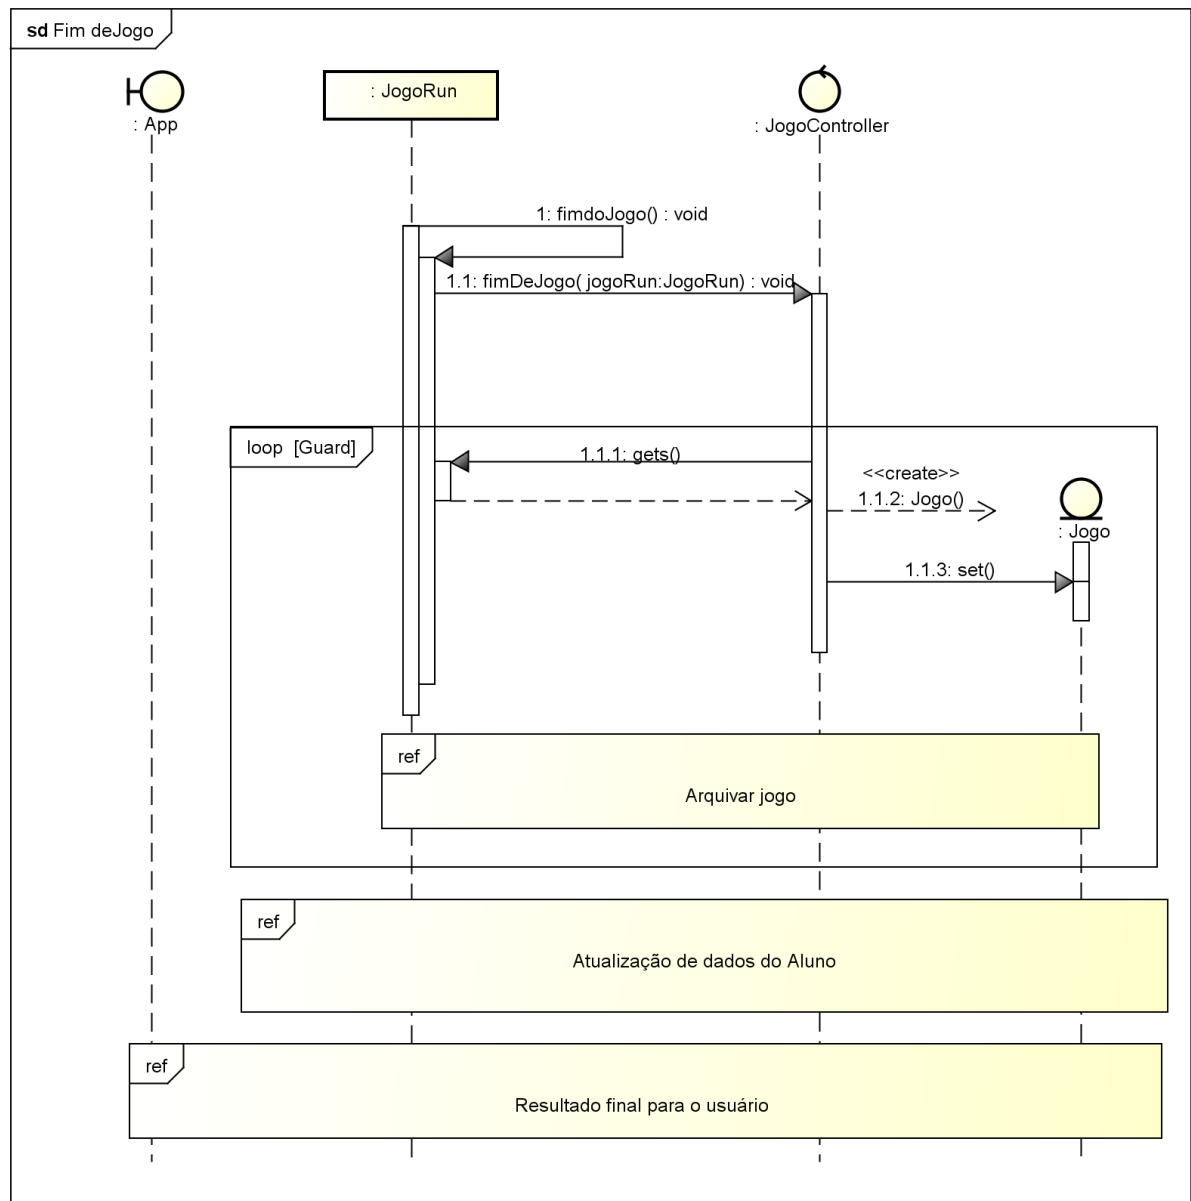 sd Fim deJogo
: App
: JogoRun
: JogoController
1: fimdoJogo() : void
1.1: fimDeJogo( jogoRun:JogoRun) : void
loop [Guard]
1.1.1: gets()
<<create>>
1.1.2: Jogo()
: Jogo
1.1.3: set()
ref
Arquivar jogo
ref
Atualização de dados do Aluno
ref
Resultado final para o usuário